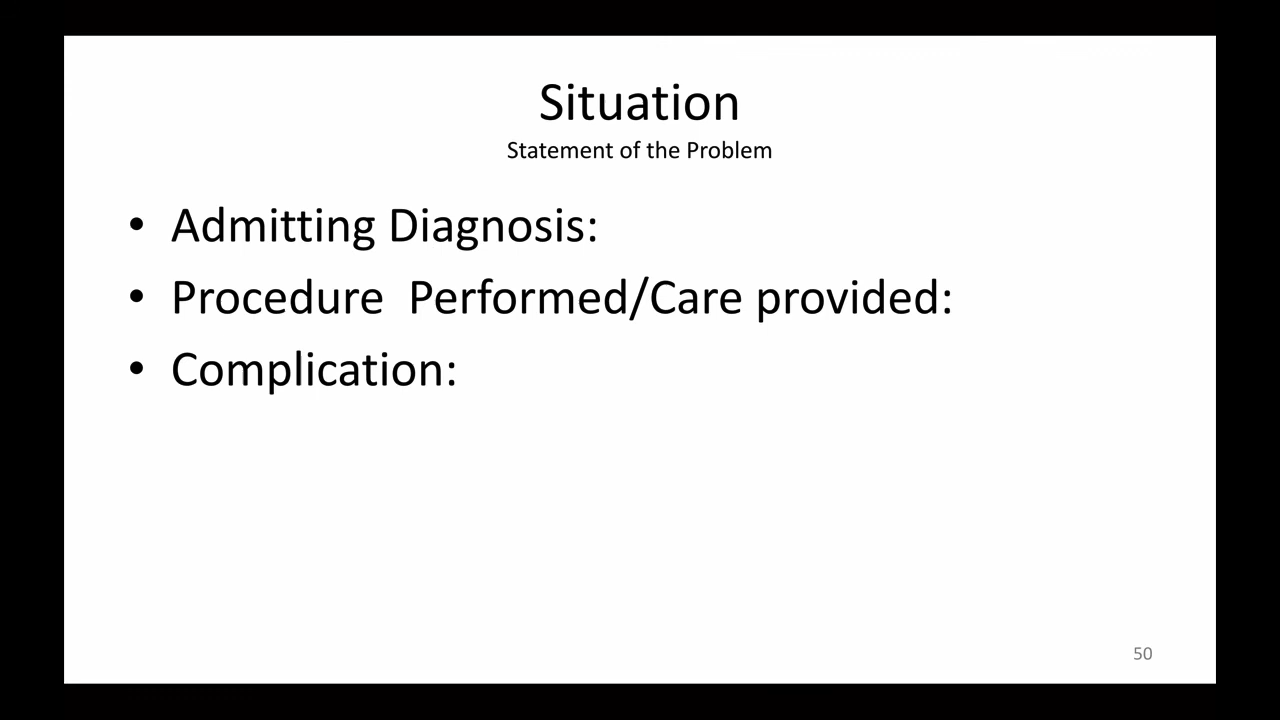 Situation
Statement of the Problem
• Admitting Diagnosis:
• Procedure  Performed/Care provided:
• Complication:
50